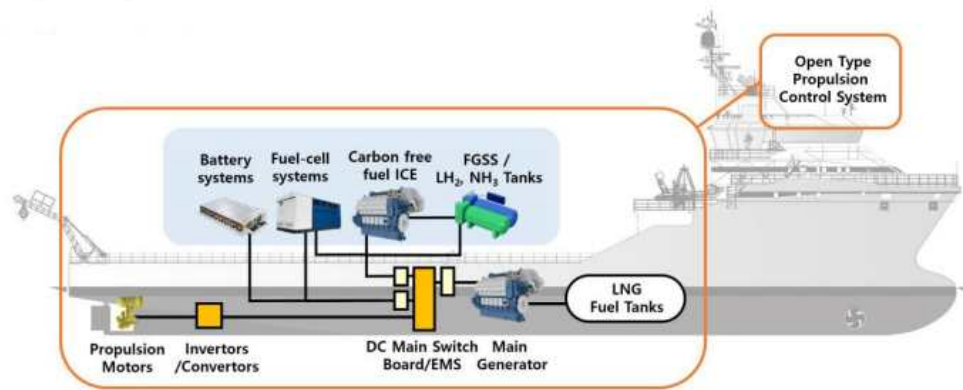 Open Type
Propulsion
Control System
Battery
systems
Fuel-cell
systems
Carbon free
fuel ICE
FGSS /
LH₂, NH₃ Tanks
LNG
Fuel Tanks
Propulsion
Motors
Invertors
/Convertors
DC Main Switch
Board/EMS
Main
Generator